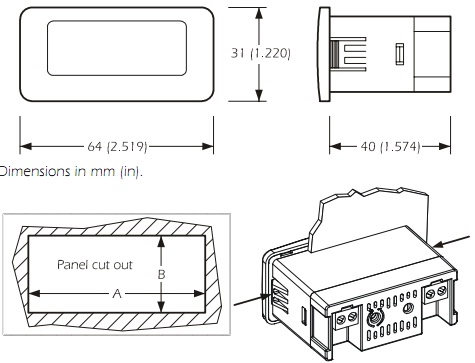 31 (1.220)
64 (2.519)
40 (1.574)
Dimensions in mm (in).
Panel cut out
B
A